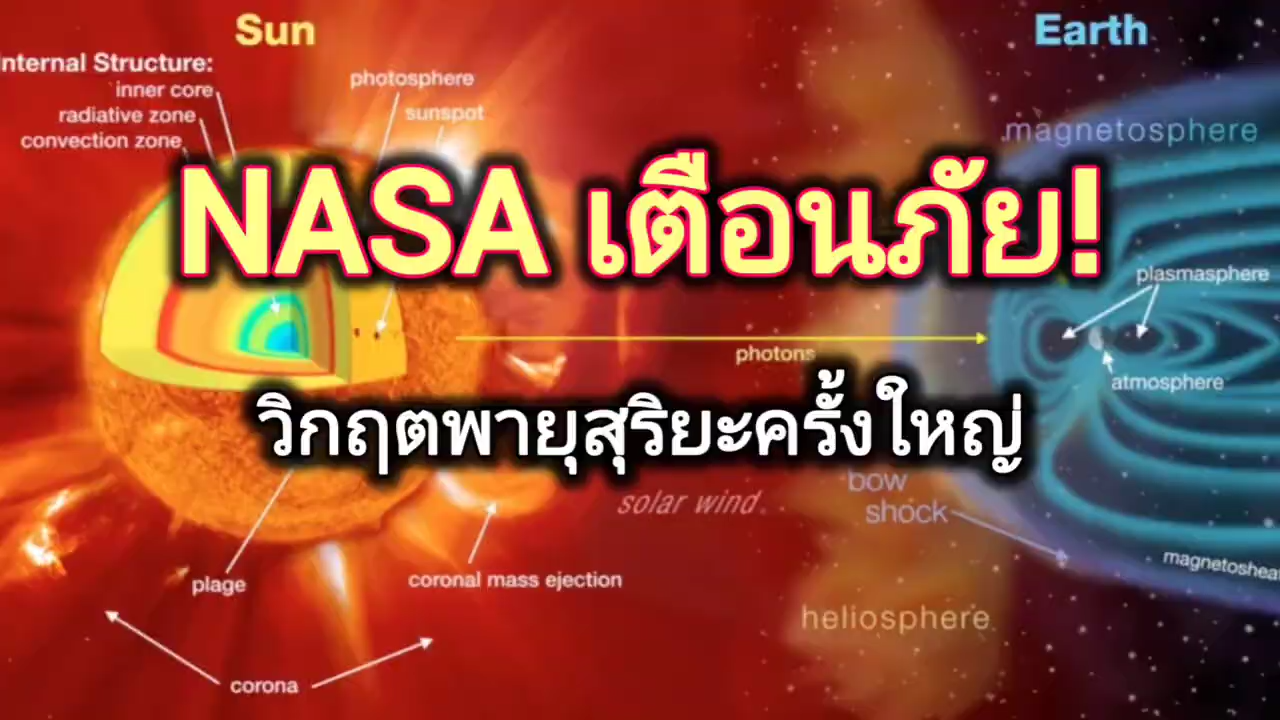 Sun
Earth
Internal Structure:
inner core
radiative zone
convection zone
photosphere
sunspot
magnetosphere
NASA เตือนภัย!
plasmasphere
photons
atmosphere
วิกฤตพายุสุริยะครั้งใหญ่
solar wind
bow
shock
magnetoshea
plage
coronal mass ejection
heliosphere
corona